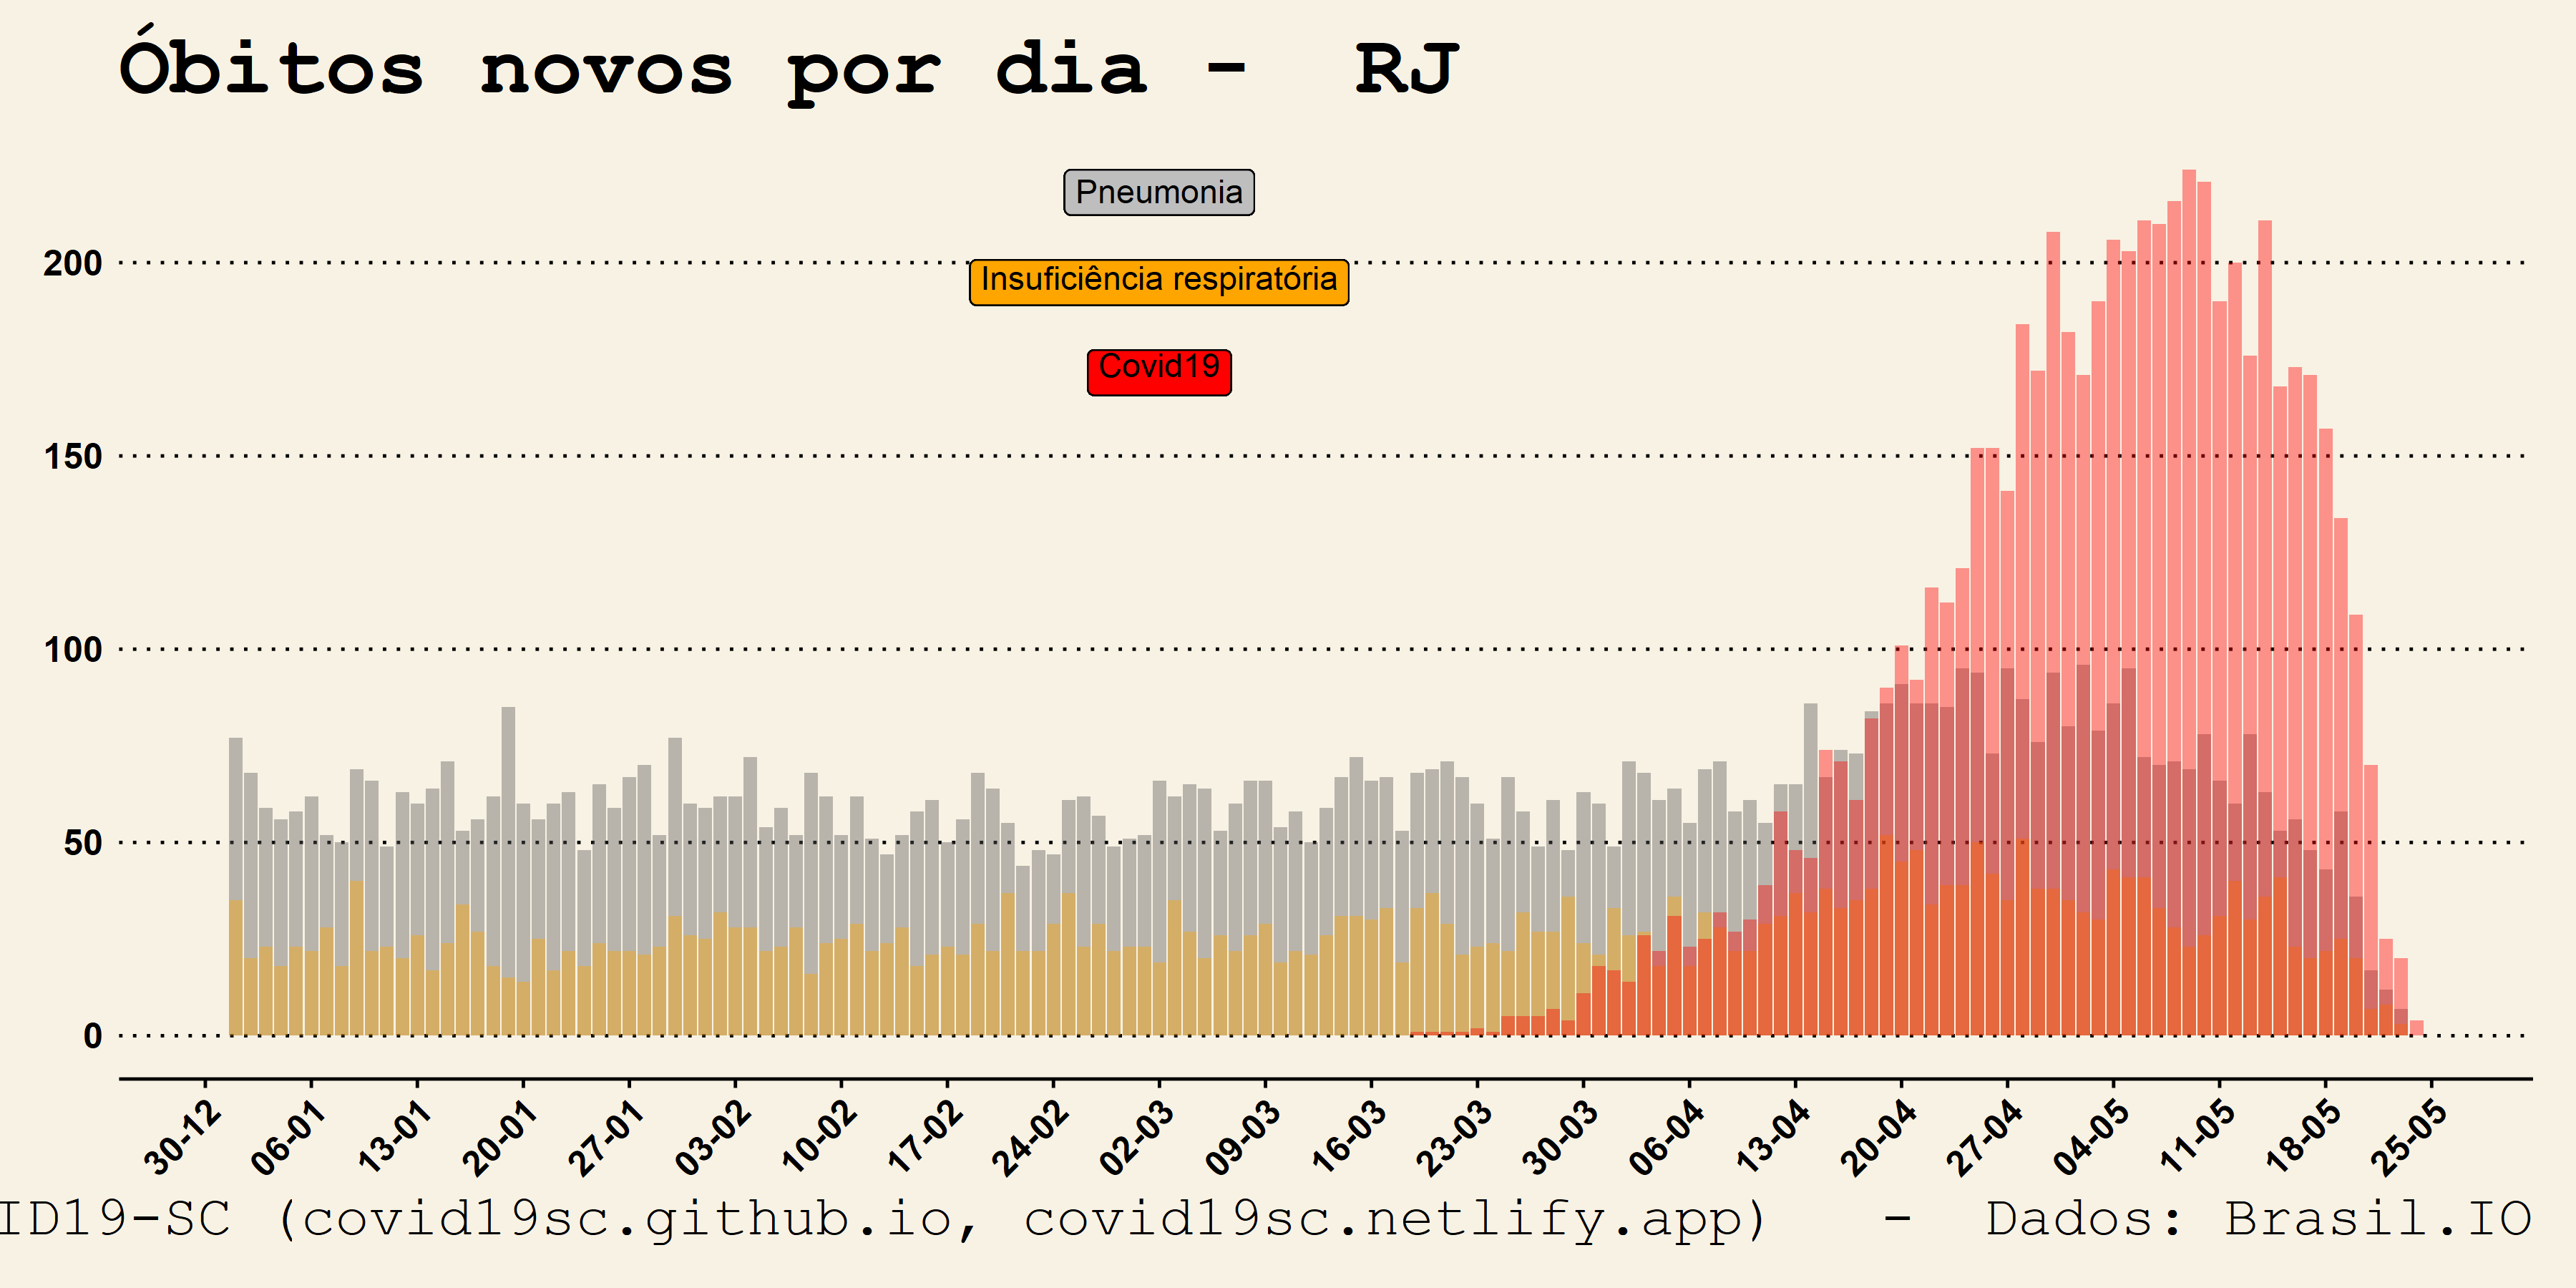 Óbitos novos por dia -  RJ
Pneumonia
Insuficiência respiratória
Covid19
200
150
100
50
0
30-12 06-01 13-01 20-01 27-01 03-02 10-02 17-02 24-02 02-03 09-03 16-03 23-03 30-03 06-04 13-04 20-04 27-04 04-05 11-05 18-05 25-05
ID19-SC (covid19sc.github.io, covid19sc.netlify.app)  - Dados: Brasil.IO